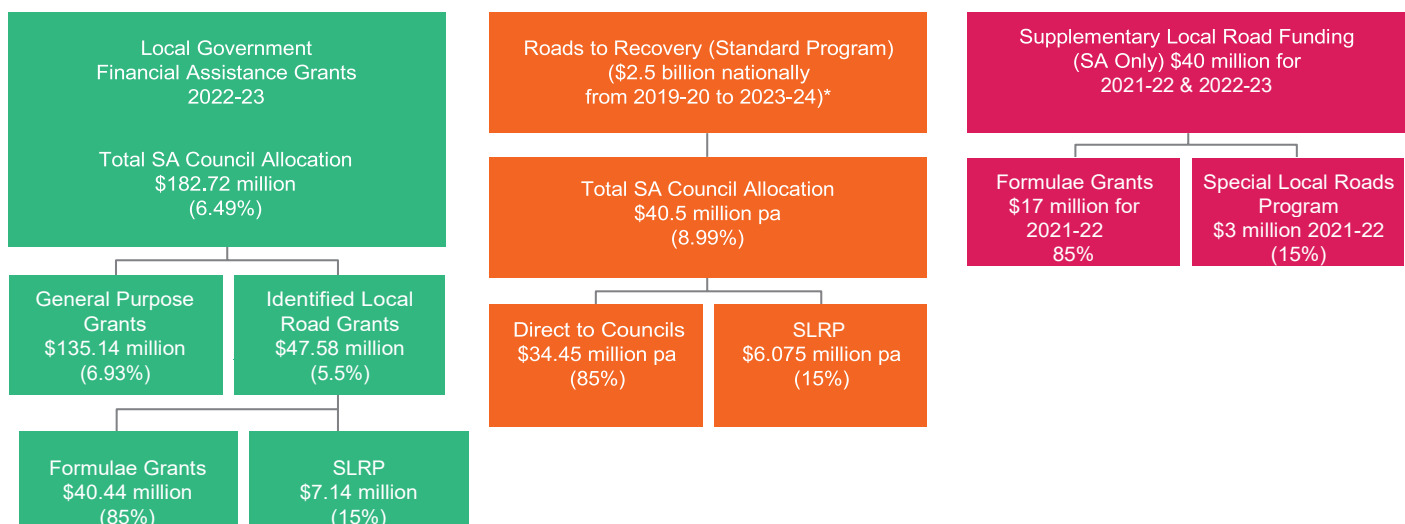 Local Government
Financial Assistance Grants
2022-23
Total SA Council Allocation
$182.72 million
(6.49%)
General Purpose
Grants
$135.14 million
(6.93%)
Identified Local
Road Grants
$47.58 million
(5.5%)
Formulae Grants
$40.44 million
(85%)
SLRP
$7.14 million
(15%)
Roads to Recovery (Standard Program)
($2.5 billion nationally
from 2019-20 to 2023-24)*
Total SA Council Allocation
$40.5 million pa
(8.99%)
Direct to Councils
$34.45 million pa
(85%)
SLRP
$6.075 million pa
(15%)
Supplementary Local Road Funding
(SA Only) $40 million for
2021-22 & 2022-23
Formulae Grants
$17 million for
2021-22
85%
Special Local Roads
Program
$3 million 2021-22
(15%)